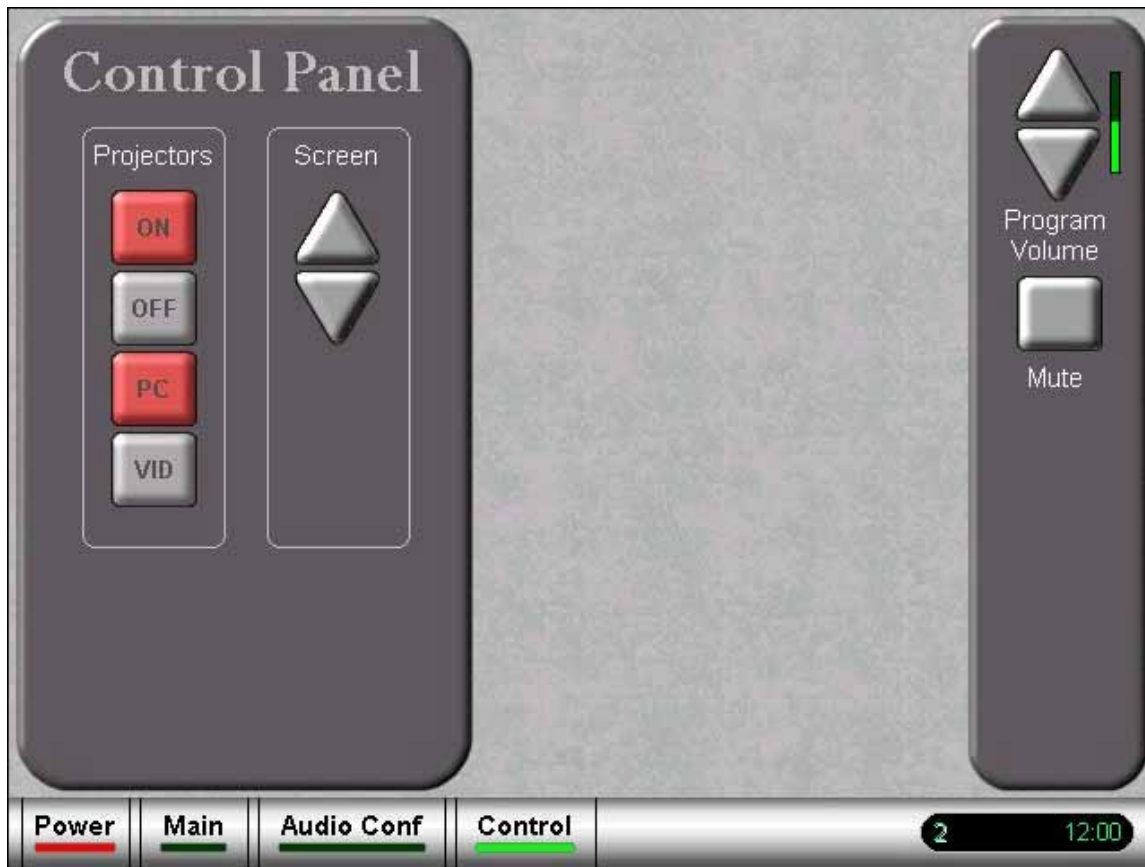 Control Panel
Projectors
ON
OFF
PC
VID
Screen
Program
Volume
Mute
Power
Main
Audio Conf
Control
2
12:00